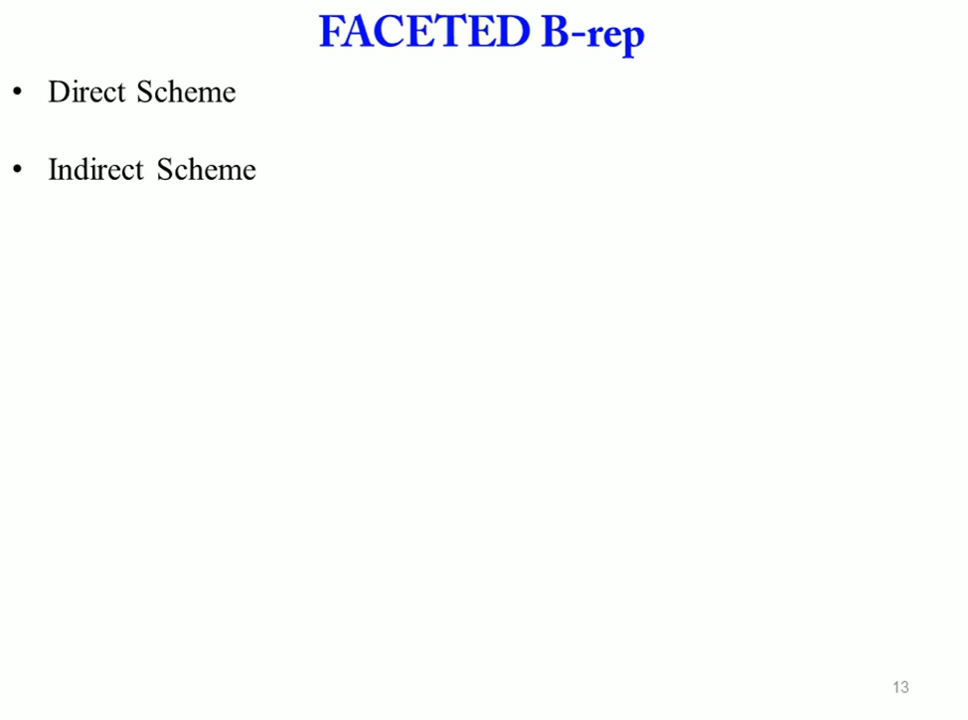 FACETED B-rep
• Direct Scheme
• Indirect Scheme
13